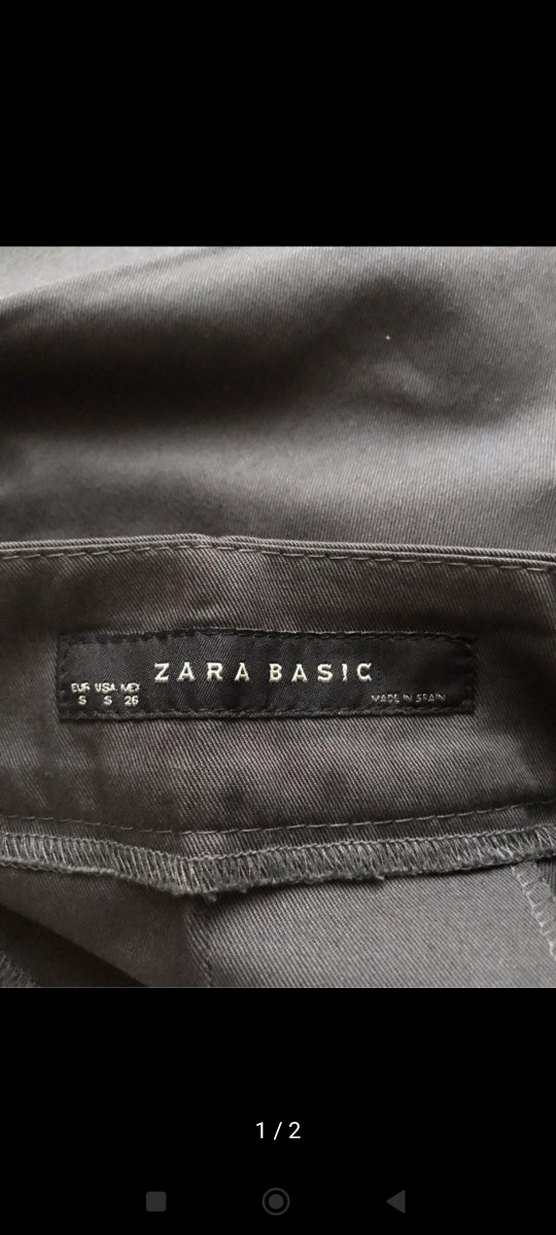 ZARA BASIC
EUR USA MEX
S S 26
MADE IN SPAIN
1 / 2